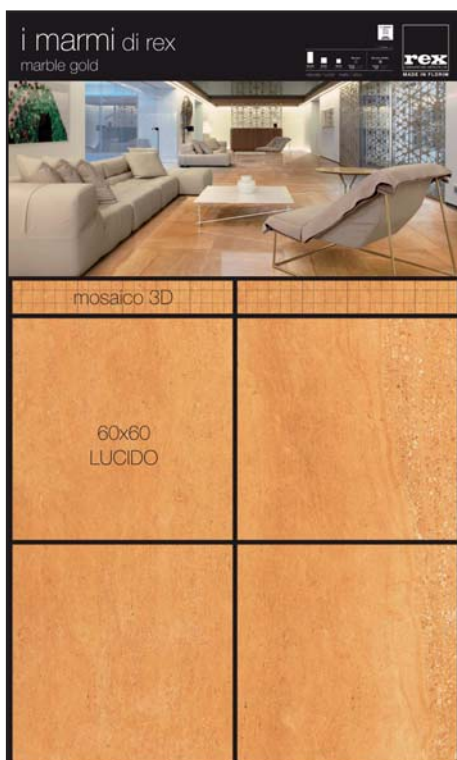 i marmi di rex
marble gold
rex
MADE IN FLORIM
mosaico 3D
60x60
LUCIDO